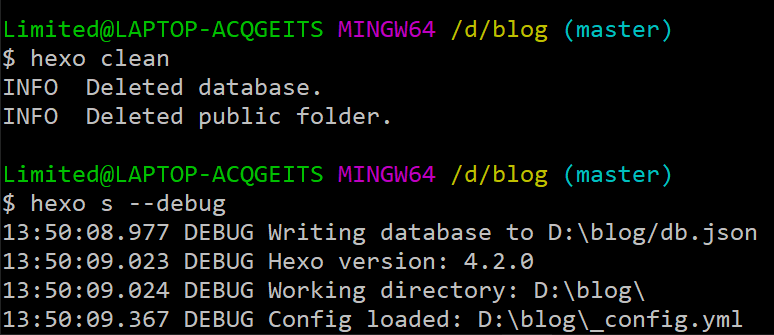 Limited@LAPTOP-ACQGEITS MINGW64 /d/blog (master)
$ hexo clean
INFO  Deleted database.
INFO  Deleted public folder.
Limited@LAPTOP-ACQGEITS MINGW64 /d/blog (master)
$ hexo s --debug
13:50:08.977 DEBUG Writing database to D:\blog/db.json
13:50:09.023 DEBUG Hexo version: 4.2.0
13:50:09.024 DEBUG Working directory: D:\blog\
13:50:09.367 DEBUG Config loaded: D:\blog\_config.yml